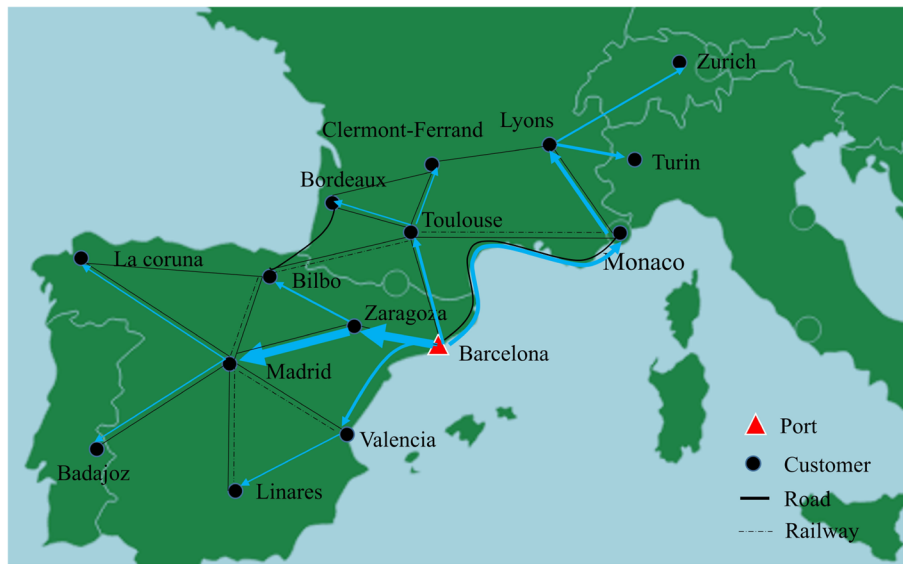 Zurich
Lyons
Clermont-Ferrand
Turin
Bordeaux
Toulouse
La coruna
Bilbo
Monaco
Zaragoza
Barcelona
Madrid
Valencia
Port
Badajoz
Customer
Linares
Road
Railway